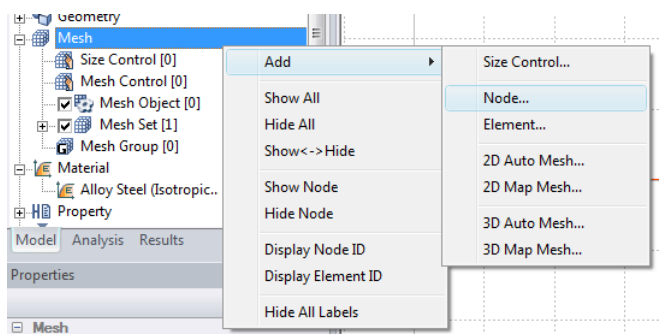 Geometry
Mesh
Size Control [0]
Mesh Control [0]
Mesh Object [0]
Mesh Set [1]
Mesh Group [0]
Material
Alloy Steel (Isotropic..
Property
Model Analysis Results
Properties
Mesh
Add
Show All
Hide All
Show<->Hide
Show Node
Hide Node
Display Node ID
Display Element ID
Hide All Labels
Size Control...
Node...
Element...
2D Auto Mesh...
2D Map Mesh...
3D Auto Mesh...
3D Map Mesh...